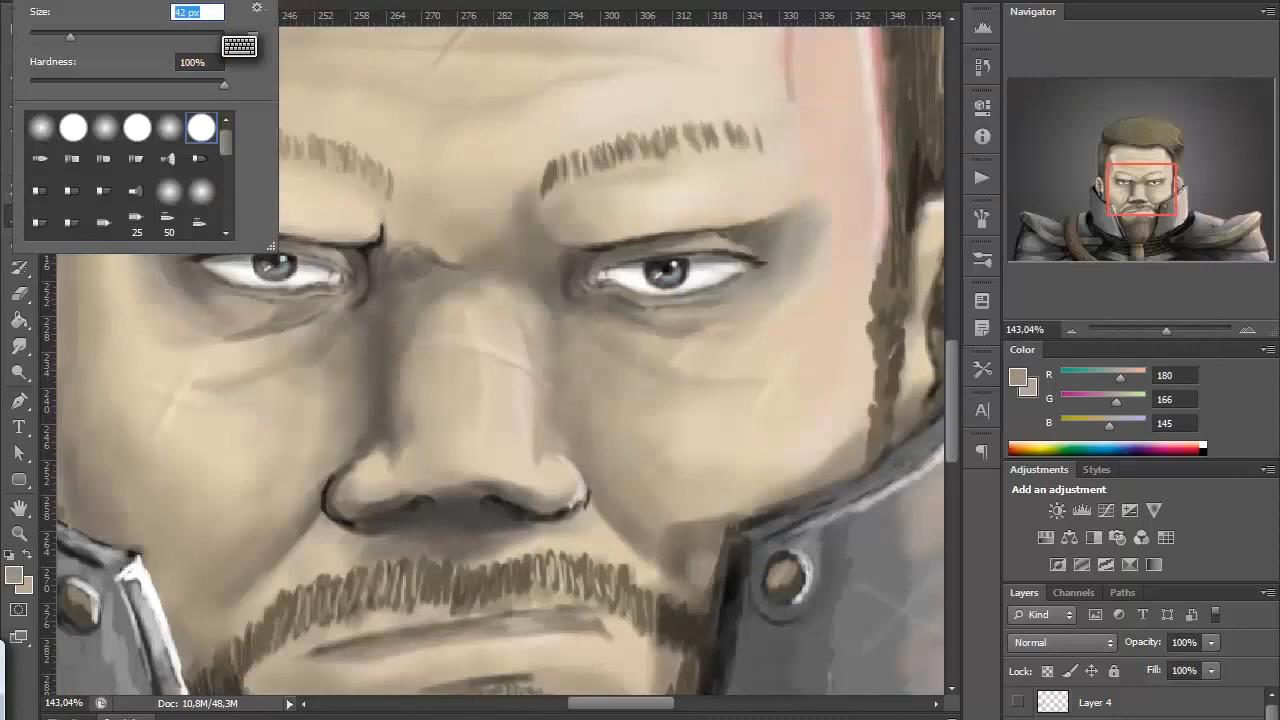 Size: 42 px
Hardness: 100%
25 50
246 252 258 264 270 276 282 288 294 300 306 312 318 324 330 336 342 348 354
Navigator
143,04%
Color
R 180
G 166
B 145
Adjustments Styles
Add an adjustment
Layers Channels Paths
Kind
Normal Opacity: 100%
Lock: Fill: 100%
Layer 4
143,04% Doc: 10,8M/48,3M